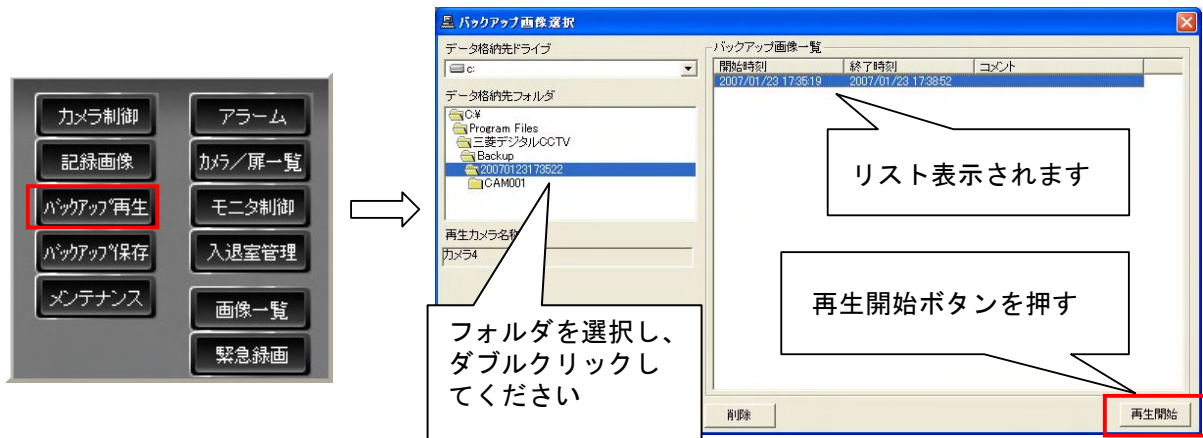 カメラ制御
アラーム
記録画像
カメラ／扉一覧
バックアップ再生
モニタ制御
バックアップ保存
入退室管理
メンテナンス
画像一覧
緊急録画
バックアップ画像選択
データ格納先ドライブ
c:
データ格納先フォルダ
C:¥
Program Files
三菱デジタルCCTV
Backup
20070123173522
CAM001
再生カメラ名称
カメラ4
フォルダを選択し、
ダブルクリックし
てください
バックアップ画像一覧
開始時刻 終了時刻 コメント
2007/01/23 17:35:19 2007/01/23 17:38:52
リスト表示されます
再生開始ボタンを押す
削除
再生開始